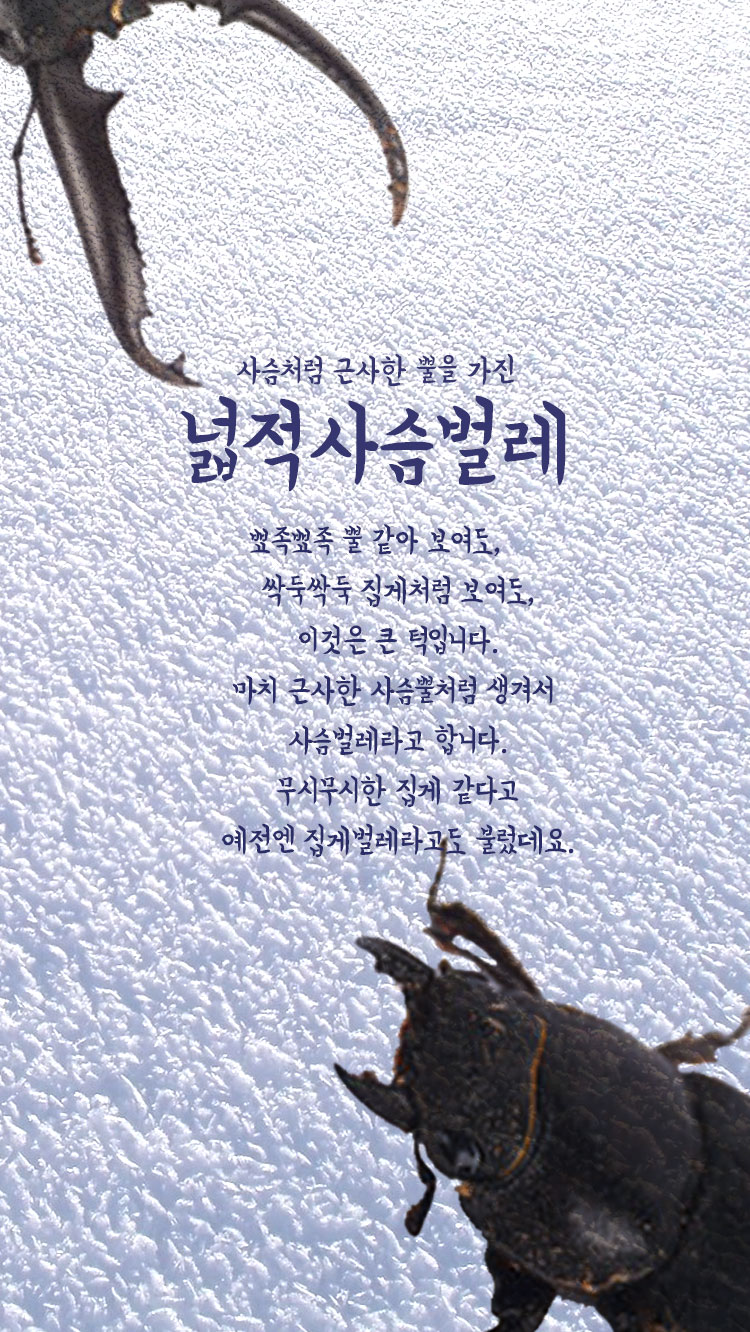 사슴처럼 근사한 뿔을 가진
넓적사슴벌레
뾰족뾰족 뿔 같아 보여도,
싹둑싹둑 집게처럼 보여도,
이것은 큰 턱입니다.
마치 근사한 사슴뿔처럼 생겨서
사슴벌레라고 합니다.
무시무시한 집게 같다고
예전엔 집게벌레라고도 불렀데요.